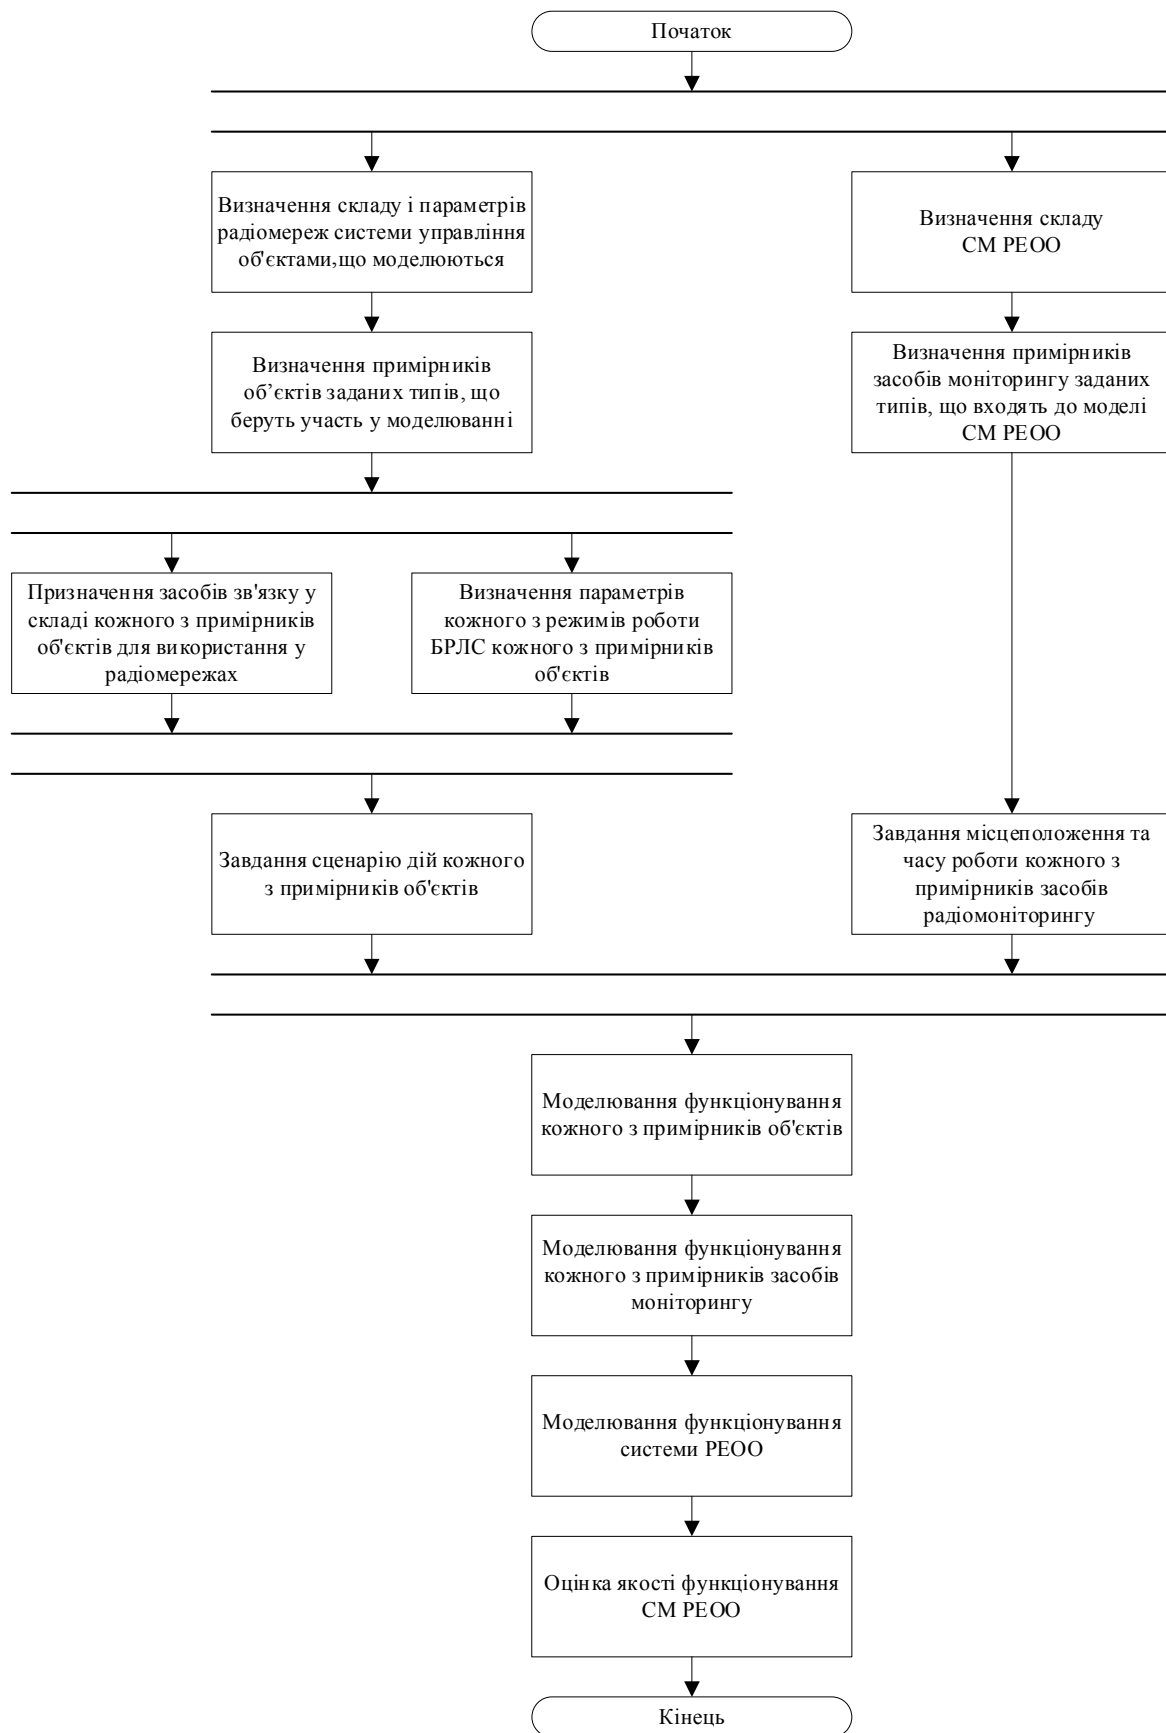 Початок
Визначення складу і параметрів
радіомереж системи управління
об'єктами,що моделюються
Визначення складу
СМ РЕОО
Визначення примірників
об’єктів заданих типів, що
беруть участь у моделюванні
Визначення примірників
засобів моніторингу заданих
типів, що входять до моделі
СМ РЕОО
Призначення засобів зв'язку у
складі кожного з примірників
об'єктів для використання у
радіомережах
Визначення параметрів
кожного з режимів роботи
БРЛС кожного з примірників
об'єктів
Завдання сценарію дій кожного
з примірників об'єктів
Завдання місцеположення та
часу роботи кожного з
примірників засобів
радіомоніторингу
Моделювання функціонування
кожного з примірників об'єктів
Моделювання функціонування
кожного з примірників засобів
моніторингу
Моделювання функціонування
системи РЕОО
Оцінка якості функціонування
СМ РЕОО
Кінець